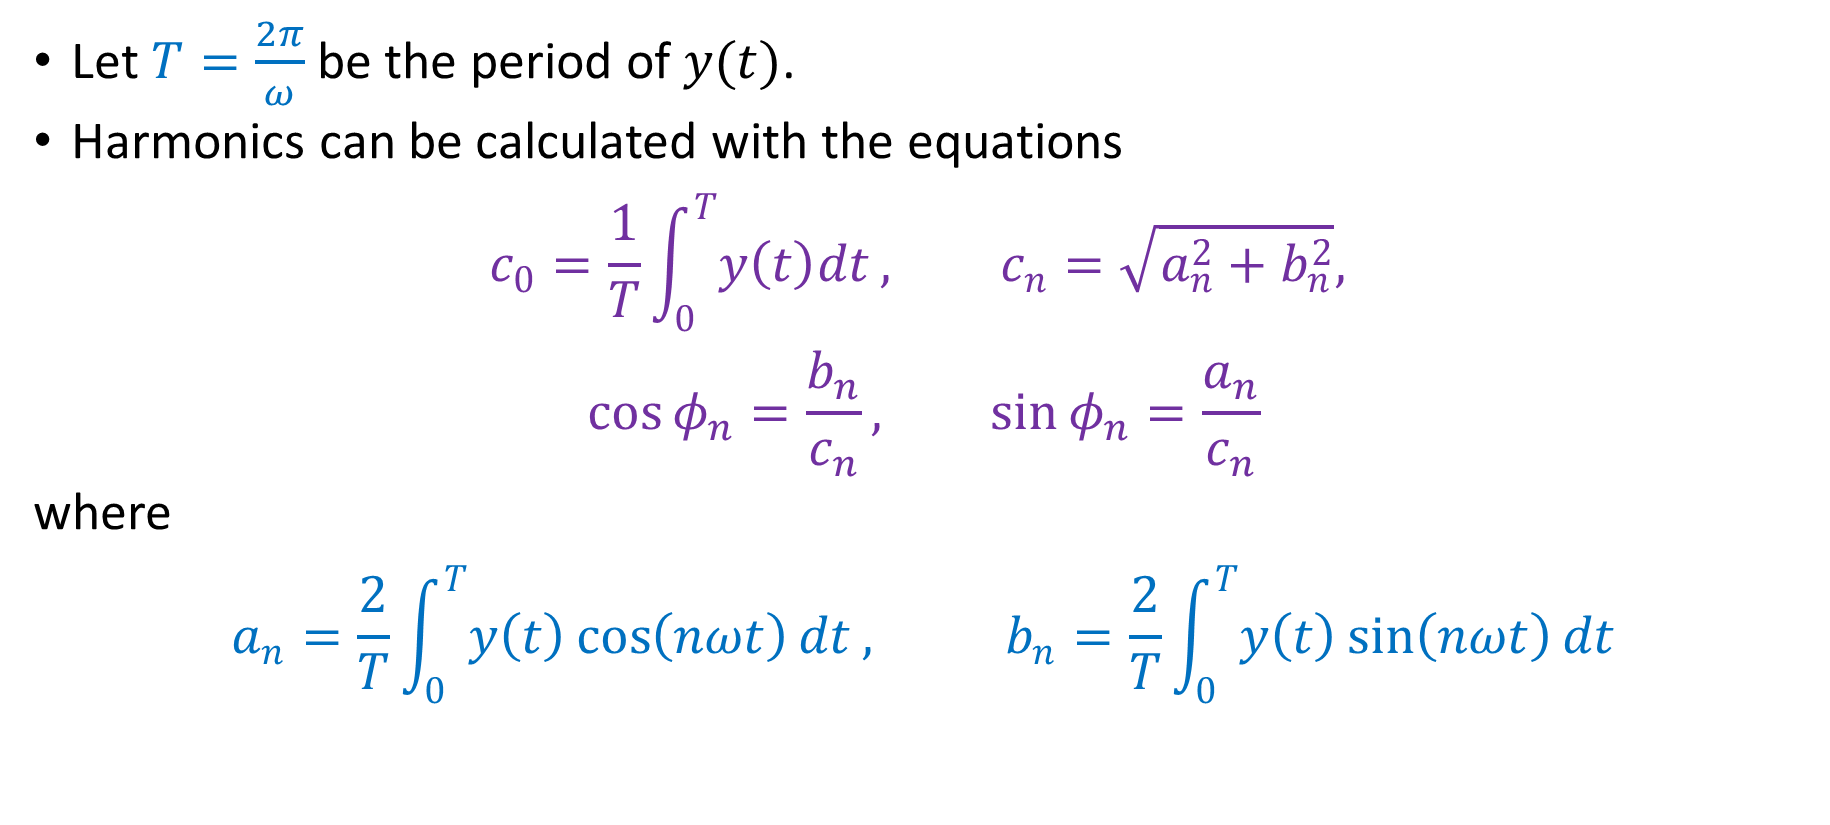 • Let T = 2π/ω be the period of y(t).
• Harmonics can be calculated with the equations
c₀ = 1/T ∫₀ᵀ y(t)dt , cₙ = √(aₙ² + bₙ²),
cos ϕₙ = bₙ/cₙ, sin ϕₙ = aₙ/cₙ
where
aₙ = 2/T ∫₀ᵀ y(t) cos(nωt) dt , bₙ = 2/T ∫₀ᵀ y(t) sin(nωt) dt